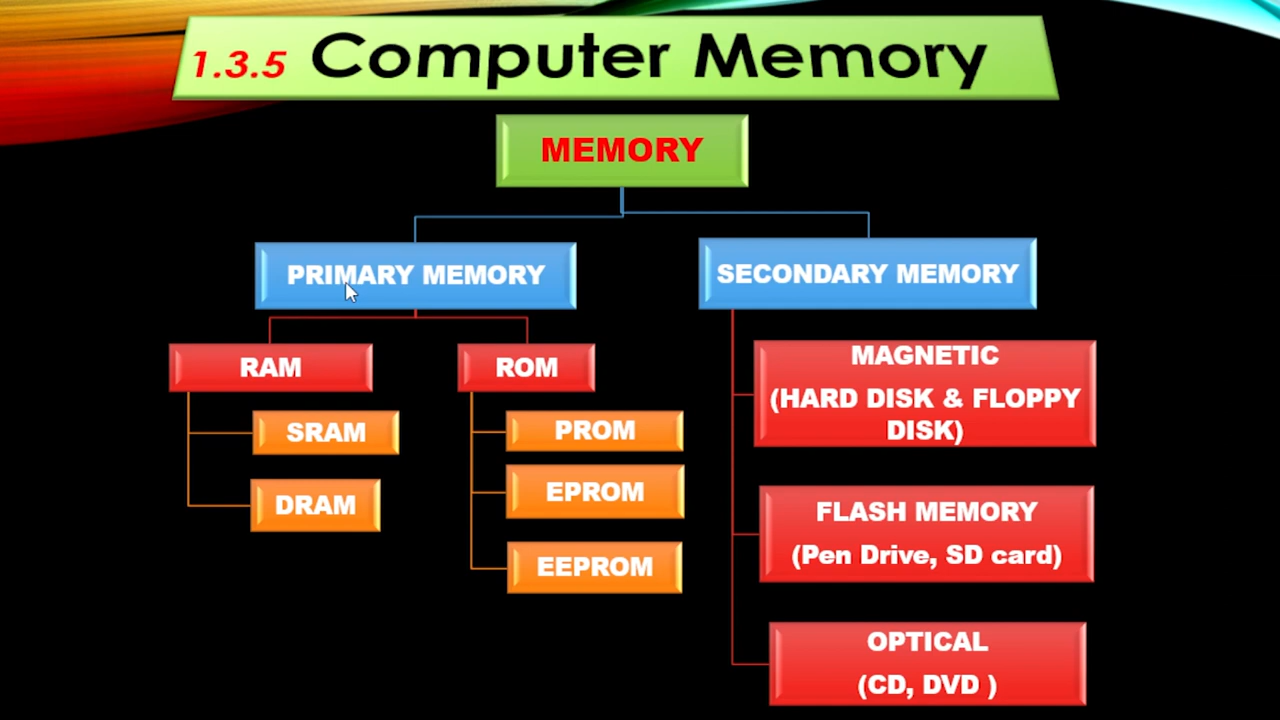 1.3.5 Computer Memory
MEMORY
PRIMARY MEMORY
SECONDARY MEMORY
RAM
ROM
SRAM
DRAM
PROM
EPROM
EEPROM
MAGNETIC
(HARD DISK & FLOPPY
DISK)
FLASH MEMORY
(Pen Drive, SD card)
OPTICAL
(CD, DVD )